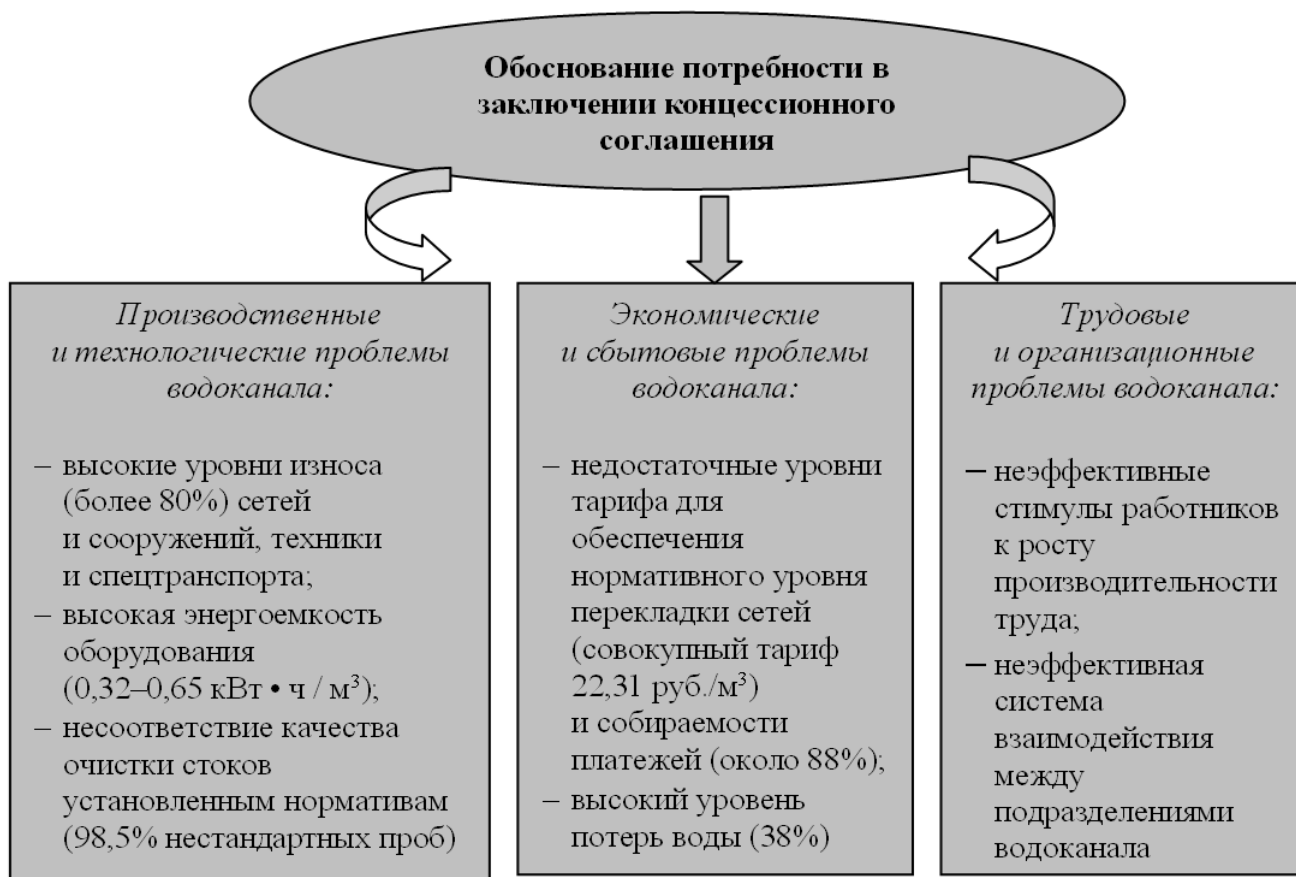 Обоснование потребности в
заключении концессионного
соглашения
Производственные
и технологические проблемы
водоканала:
– высокие уровни износа
(более 80%) сетей
и сооружений, техники
и спецтранспорта;
– высокая энергоемкость
оборудования
(0,32–0,65 кВт • ч / м³);
– несоответствие качества
очистки стоков
установленным нормативам
(98,5% нестандартных проб)
Экономические
и сбытовые проблемы
водоканала:
– недостаточные уровни
тарифа для
обеспечения
нормативного уровня
перекладки сетей
(совокупный тариф
22,31 руб./м³)
и собираемости
платежей (около 88%);
– высокий уровень
потерь воды (38%)
Трудовые
и организационные
проблемы водоканала:
– неэффективные
стимулы работников
к росту
производительности
труда;
– неэффективная
система
взаимодействия
между
подразделениями
водоканала